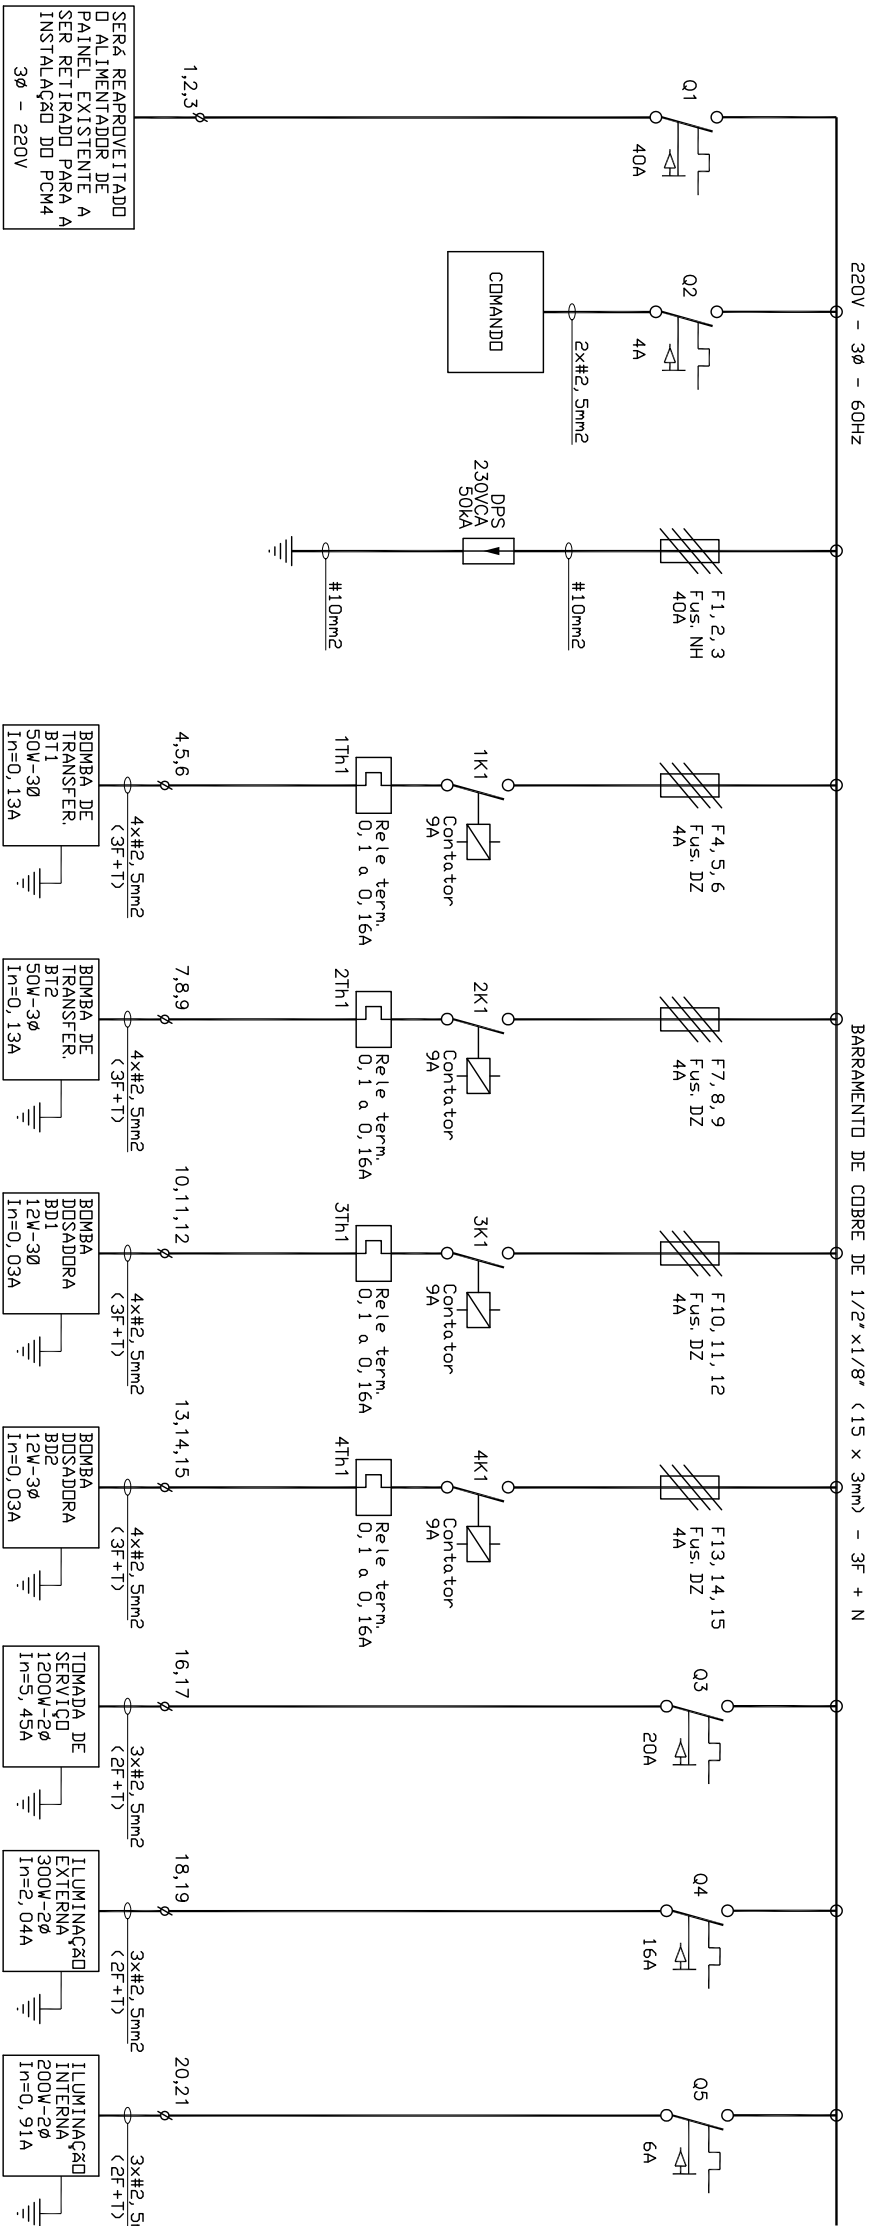 220V - 3Ø - 60Hz
BARRAMENTO DE COBRE DE 1/2"x1/8" (15 x 3mm) - 3F + N
Q1
40A
1,2,3
SERÁ REAPROVEITADO
O ALIMENTADOR DE
PAINEL EXISTENTE A
SER RETIRADO PARA A
INSTALAÇÃO DO PCM4
3Ø - 220V
Q2
4A
2x#2,5mm2
COMANDO
F1,2,3
Fus. NH
40A
#10mm2
DPS
230VCA
50kA
#10mm2
F4,5,6
Fus. DZ
4A
1K1
Contator
9A
1Th1
Rele term.
0,1 a 0,16A
4,5,6
4x#2,5mm2
(3F+T)
BOMBA DE
TRANSFER.
BT1
50W-3Ø
In=0,13A
F7,8,9
Fus. DZ
4A
2K1
Contator
9A
2Th1
Rele term.
0,1 a 0,16A
7,8,9
4x#2,5mm2
(3F+T)
BOMBA DE
TRANSFER.
BT2
50W-3Ø
In=0,13A
F10,11,12
Fus. DZ
4A
3K1
Contator
9A
3Th1
Rele term.
0,1 a 0,16A
10,11,12
4x#2,5mm2
(3F+T)
BOMBA
DOSADORA
BD1
12W-3Ø
In=0,03A
F13,14,15
Fus. DZ
4A
4K1
Contator
9A
4Th1
Rele term.
0,1 a 0,16A
13,14,15
4x#2,5mm2
(3F+T)
BOMBA
DOSADORA
BD2
12W-3Ø
In=0,03A
Q3
20A
16,17
3x#2,5mm2
(2F+T)
TOMADA DE
SERVIÇO
1200W-2Ø
In=5,45A
Q4
16A
18,19
3x#2,5mm2
(2F+T)
ILUMINAÇÃO
EXTERNA
300W-2Ø
In=2,04A
Q5
6A
20,21
3x#2,5
(2F+T)
ILUMINAÇÃO
INTERNA
200W-2Ø
In=0,91A